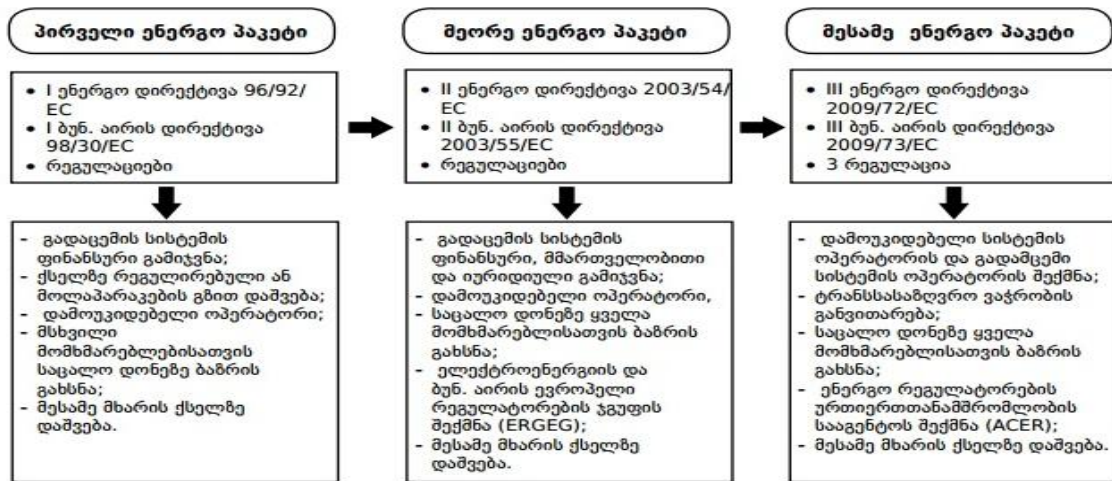 პირველი ენერგო პაკეტი
• I ენერგო დირექტივა 96/92/
EC
• I ბუნ. აირის დირექტივა
98/30/EC
• რეგულაციები
- გადაცემის სისტემის
ფინანსური გამიჯვნა;
- ქსელზე რეგულირებული ან
მოლაპარაკების გზით დაშვება;
- დამოუკიდებელი ოპერატორი;
- მსხვილი
მომხმარებლებისათვის
საცალო დონეზე ბაზრის
გახსნა;
- მესამე მხარის ქსელზე
დაშვება.
მეორე ენერგო პაკეტი
• II ენერგო დირექტივა 2003/54/
EC
• II ბუნ. აირის დირექტივა
2003/55/EC
• რეგულაციები
- გადაცემის სისტემის
ფინანსური, მმართველობითი
და იურიდიული გამიჯვნა;
- დამოუკიდებელი ოპერატორი,
- საცალო დონეზე ყველა
მომხმარებლისათვის ბაზრის
გახსნა;
- ელექტროენერგიის და
ბუნ. აირის ევროპელი
რეგულატორების ჯგუფის
შექმნა (ERGEG);
- მესამე მხარის ქსელზე
დაშვება.
მესამე ენერგო პაკეტი
• III ენერგო დირექტივა
2009/72/EC
• III ბუნ. აირის დირექტივა
2009/73/EC
• 3 რეგულაცია
- დამოუკიდებელი სისტემის
ოპერატორის და გადამცემი
სისტემის ოპერატორის შექმნა;
- ტრანსსასაზღვრო ვაჭრობის
განვითარება;
- საცალო დონეზე ყველა
მომხმარებლისათვის ბაზრის
გახსნა;
- ენერგო რეგულატორების
ურთიერთთანამშრომლობის
სააგენტოს შექმნა (ACER);
- მესამე მხარის ქსელზე დაშვება.